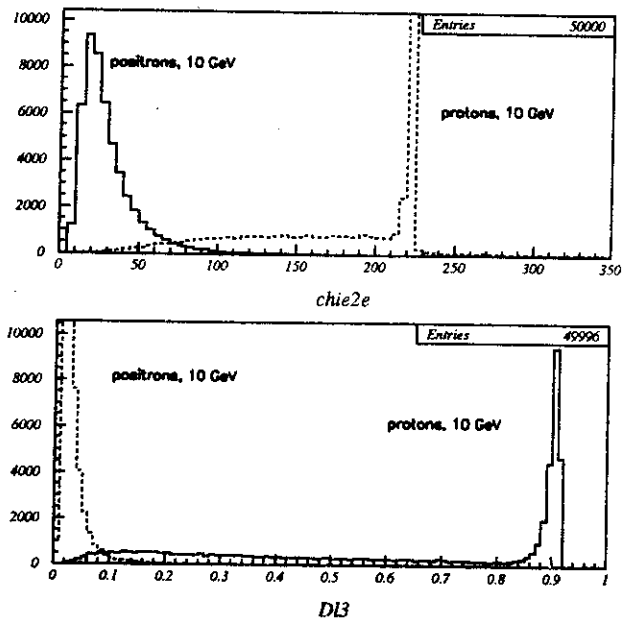 10000
Entries 50000
8000
positrons, 10 GeV
6000
protons, 10 GeV
4000
2000
0
0 50 100 150 200 250 300 350
chie2e
10000
Entries 49996
8000
positrons, 10 GeV
6000
protons, 10 GeV
4000
2000
0
0 0.1 0.2 0.3 0.4 0.5 0.6 0.7 0.8 0.9 1
Dl3